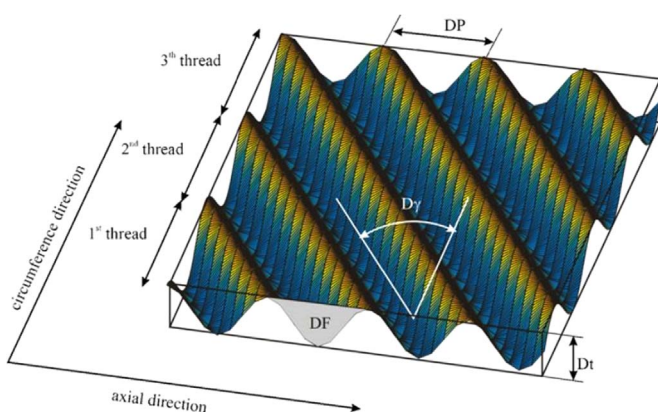 DP
3th thread
2nd thread
1st thread
circumference direction
Dγ
DF
Dt
axial direction